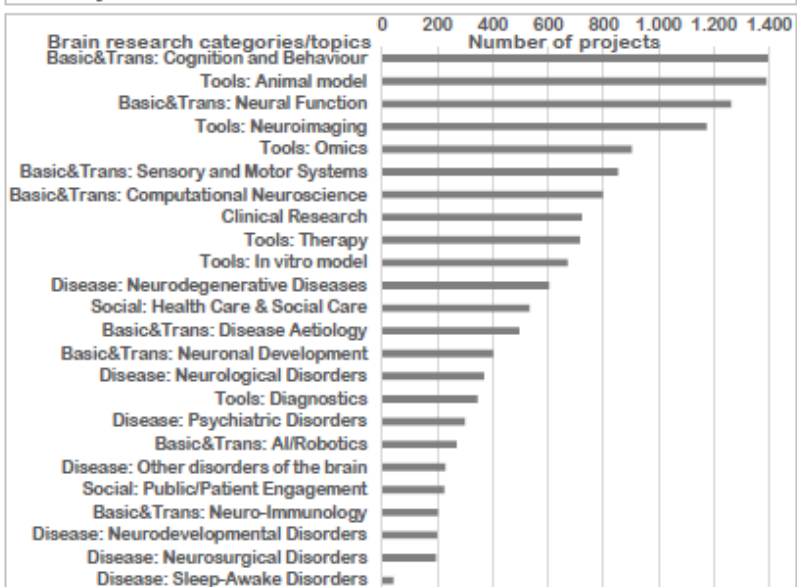 0 200 400 600 800 1.000 1.200 1.400
Brain research categories/topics Number of projects
Basic&Trans: Cognition and Behaviour
Tools: Animal model
Basic&Trans: Neural Function
Tools: Neuroimaging
Tools: Omics
Basic&Trans: Sensory and Motor Systems
Basic&Trans: Computational Neuroscience
Clinical Research
Tools: Therapy
Tools: In vitro model
Disease: Neurodegenerative Diseases
Social: Health Care & Social Care
Basic&Trans: Disease Aetiology
Basic&Trans: Neuronal Development
Disease: Neurological Disorders
Tools: Diagnostics
Disease: Psychiatric Disorders
Basic&Trans: AI/Robotics
Disease: Other disorders of the brain
Social: Public/Patient Engagement
Basic&Trans: Neuro-Immunology
Disease: Neurodevelopmental Disorders
Disease: Neurosurgical Disorders
Disease: Sleep-Awake Disorders